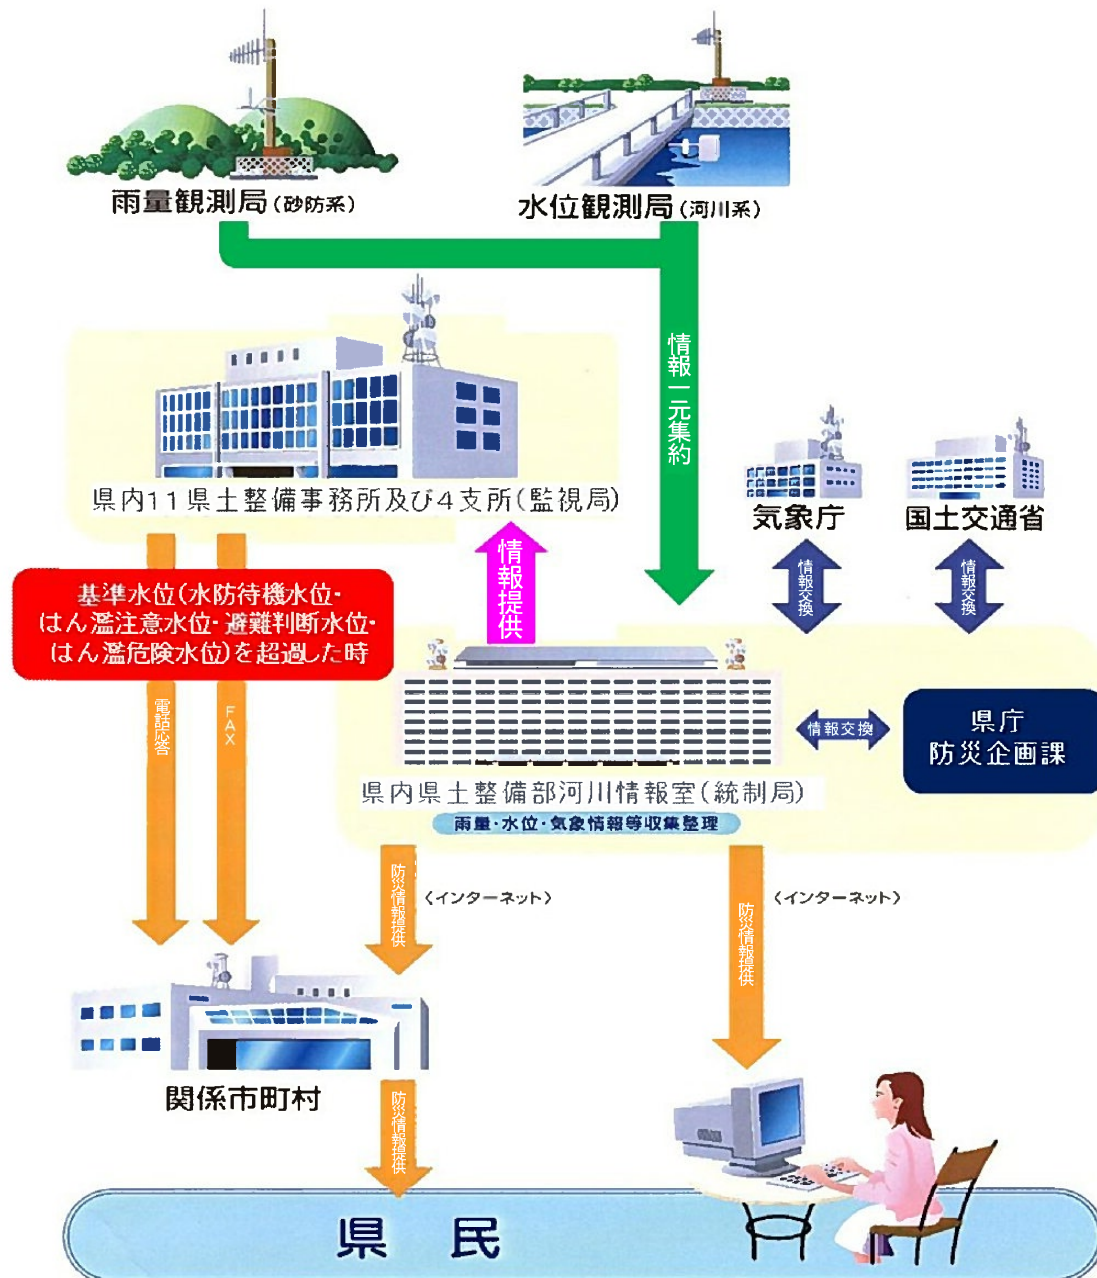 雨量観測局(砂防系)
水位観測局(河川系)
情報一元集約
県内11県土整備事務所及び4支所(監視局)
気象庁
国土交通省
情報提供
情報交換
情報交換
基準水位(水防待機水位・
はん濫注意水位・避難判断水位・
はん濫危険水位)を超過した時
電話応答
FAX
情報交換
県庁
防災企画課
県内県土整備部河川情報室(統制局)
雨量・水位・気象情報等収集整理
防災情報提供
〈インターネット〉
防災情報提供
〈インターネット〉
関係市町村
防災情報提供
県民